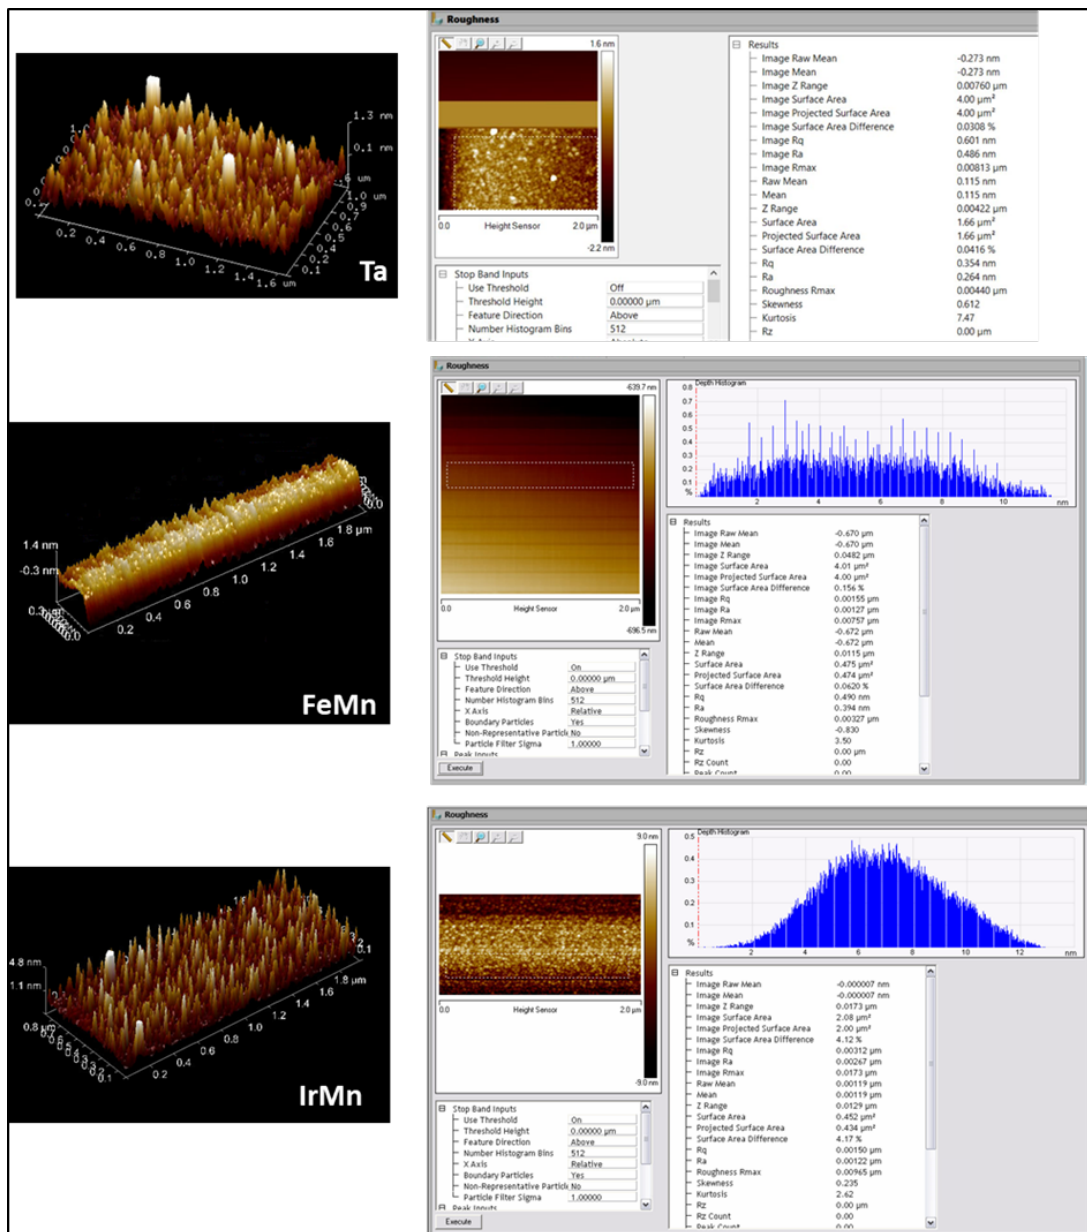 Roughness
1.6 nm
0.0 Height Sensor 2.0 µm
-2.2 nm
Stop Band Inputs
Use Threshold Off
Threshold Height 0.00000 µm
Feature Direction Above
Number Histogram Bins 512
Results
Image Raw Mean -0.273 nm
Image Mean -0.273 nm
Image Z Range 0.00760 µm
Image Surface Area 4.00 µm²
Image Projected Surface Area 4.00 µm²
Image Surface Area Difference 0.0308 %
Image Rq 0.601 nm
Image Ra 0.486 nm
Image Rmax 0.00813 µm
Raw Mean 0.115 nm
Mean 0.115 nm
Z Range 0.00422 µm
Surface Area 1.66 µm²
Projected Surface Area 1.66 µm²
Surface Area Difference 0.0416 %
Rq 0.354 nm
Ra 0.264 nm
Roughness Rmax 0.00440 µm
Skewness 0.612
Kurtosis 7.47
Rz 0.00 µm
1.3 nm
0.1 nm
1.0
0.9
0.7
0.5
0.1
0.2
0.4
0.6
0.8
1.0
1.2
1.4
1.6 um
Ta
Roughness
-639.7 nm
0.0 Height Sensor 2.0 µm
-696.5 nm
Depth Histogram
0.8
0.7
0.6
0.5
0.4
0.3
0.2
0.1
%
2 4 6 8 10 nm
Stop Band Inputs
Use Threshold On
Threshold Height 0.00000 µm
Feature Direction Above
Number Histogram Bins 512
X Axis Relative
Boundary Particles Yes
Non-Representative Particle No
Particle Filter Sigma 1.00000
Peak Inputs
Execute
Results
Image Raw Mean -0.670 µm
Image Mean -0.670 µm
Image Z Range 0.0482 µm
Image Surface Area 4.01 µm²
Image Projected Surface Area 4.00 µm²
Image Surface Area Difference 0.156 %
Image Rq 0.00155 µm
Image Ra 0.00127 µm
Image Rmax 0.00757 µm
Raw Mean -0.672 µm
Mean -0.672 µm
Z Range 0.0115 µm
Surface Area 0.475 µm²
Projected Surface Area 0.474 µm²
Surface Area Difference 0.0620 %
Rq 0.490 nm
Ra 0.394 nm
Roughness Rmax 0.00327 µm
Skewness -0.830
Kurtosis 3.50
Rz 0.00 µm
Rz Count 0.00
Peak Count 0.00
1.4 nm
-0.3 nm
0.2
0.4
0.6
0.8
1.0
1.2
1.4
1.6
1.8 µm
FeMn
Roughness
9.0 nm
0.0 Height Sensor 2.0 µm
-9.0 nm
Depth Histogram
0.5
0.4
0.3
0.2
0.1
%
2 4 6 8 10 12 nm
Stop Band Inputs
Use Threshold On
Threshold Height 0.00000 µm
Feature Direction Above
Number Histogram Bins 512
X Axis Relative
Boundary Particles Yes
Non-Representative Particle No
Particle Filter Sigma 1.00000
Peak Inputs
Execute
Results
Image Raw Mean -0.000007 nm
Image Mean -0.000007 nm
Image Z Range 0.0173 µm
Image Surface Area 2.08 µm²
Image Projected Surface Area 2.00 µm²
Image Surface Area Difference 4.12 %
Image Rq 0.00312 µm
Image Ra 0.00267 µm
Image Rmax 0.0173 µm
Raw Mean 0.00119 µm
Mean 0.00119 µm
Z Range 0.0129 µm
Surface Area 0.452 µm²
Projected Surface Area 0.434 µm²
Surface Area Difference 4.17 %
Rq 0.00150 µm
Ra 0.00122 µm
Roughness Rmax 0.00965 µm
Skewness 0.235
Kurtosis 2.62
Rz 0.00 µm
Rz Count 0.00
Peak Count 0.00
4.8 nm
1.1 nm
0.8 µm
0.1
0.2
0.4
0.6
0.8
1.0
1.2
1.4
1.8 µm
IrMn